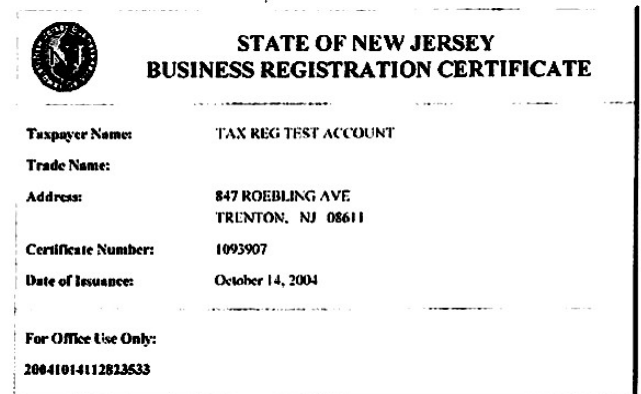 NJ
STATE OF NEW JERSEY
BUSINESS REGISTRATION CERTIFICATE
Taxpayer Name: TAX REG TEST ACCOUNT
Trade Name:
Address: 847 ROEBLING AVE
TRENTON, NJ 08611
Certificate Number: 1093907
Date of Issuance: October 14, 2004
For Office Use Only:
20041014112823533